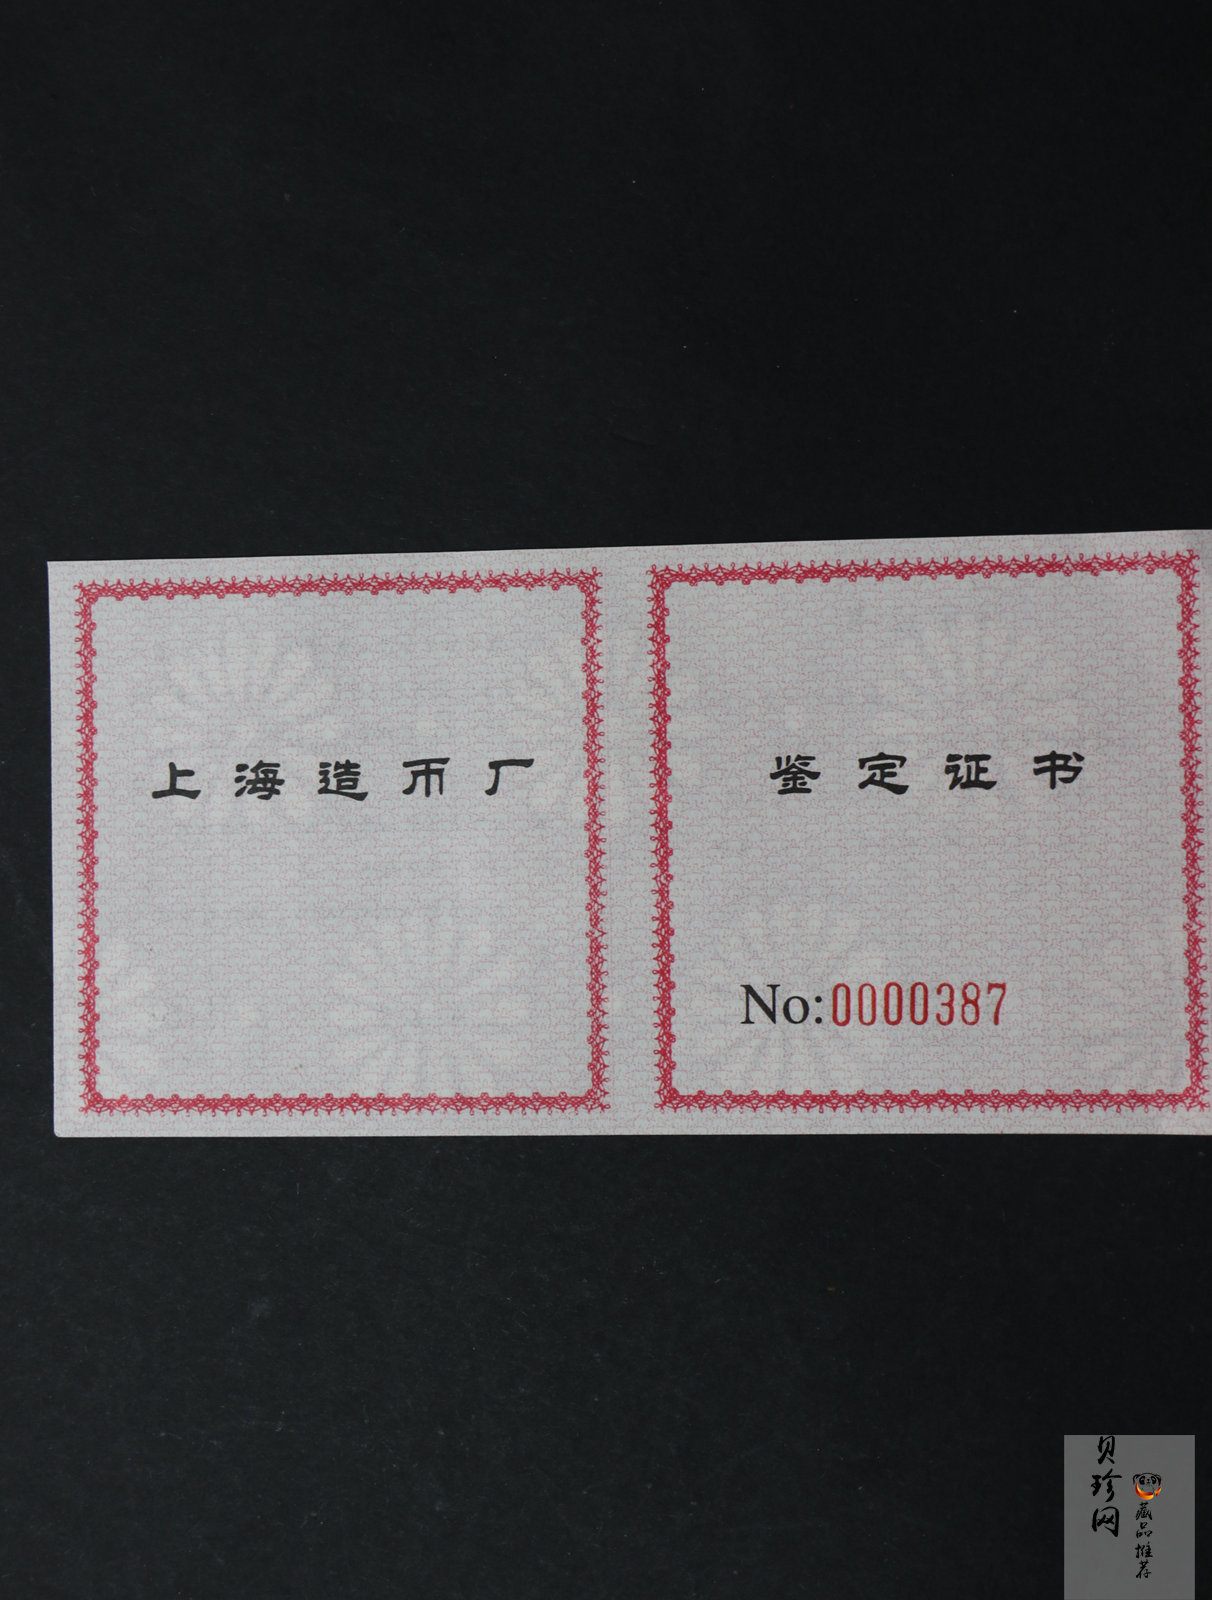 上海造币厂
鉴定证书
No:0000387
贝珍网
藏品推荐